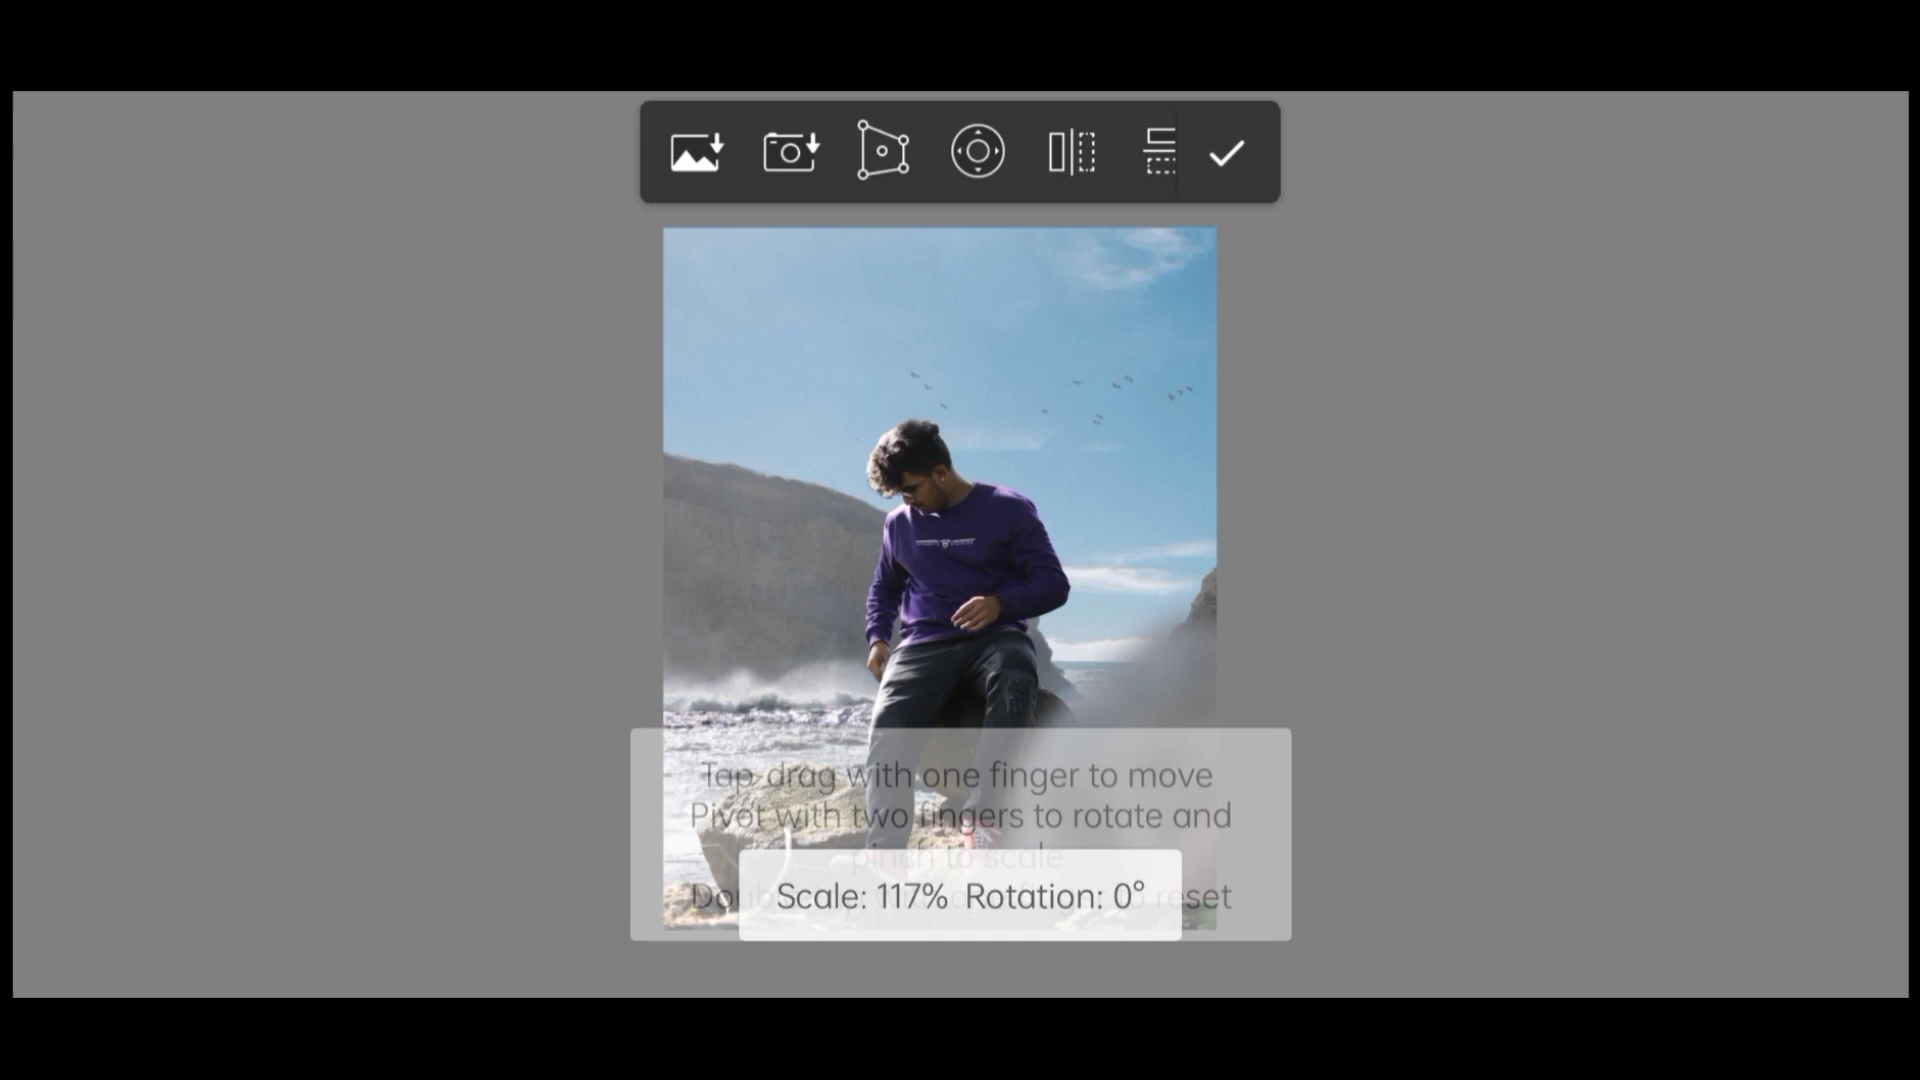 Tap-drag with one finger to move
Pivot with two fingers to rotate and
pinch to scale
Doub reset
Scale: 117% Rotation: 0°